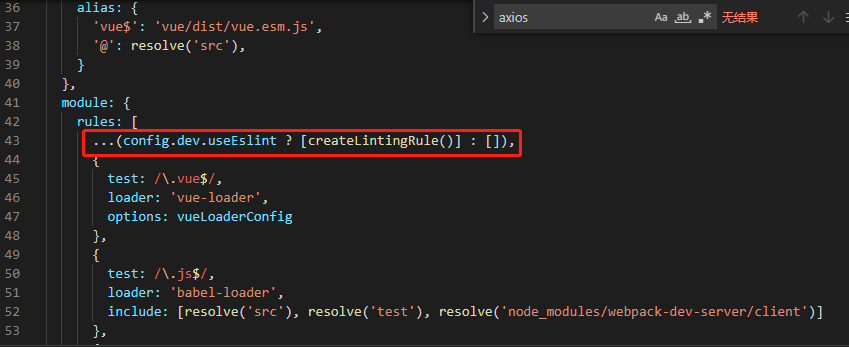 axios
Aa ab, .* 无结果
36 alias: {
37 'vue$': 'vue/dist/vue.esm.js',
38 '@': resolve('src'),
39 }
40 },
41 module: {
42 rules: [
43 ...(config.dev.useEslint ? [createLintingRule()] : []),
44 {
45 test: /\.vue$/,
46 loader: 'vue-loader',
47 options: vueLoaderConfig
48 },
49 {
50 test: /\.js$/,
51 loader: 'babel-loader',
52 include: [resolve('src'), resolve('test'), resolve('node_modules/webpack-dev-server/client')]
53 },